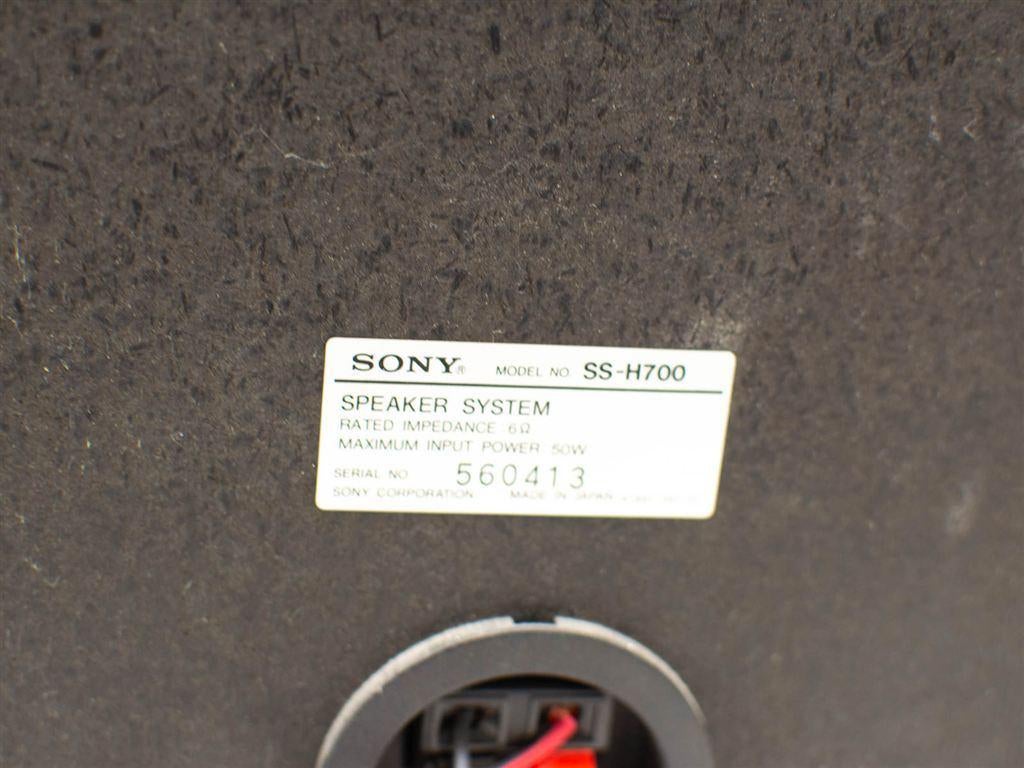 SONY® MODEL NO. SS-H700
SPEAKER SYSTEM
RATED IMPEDANCE 6Ω
MAXIMUM INPUT POWER 50W
SERIAL NO 560413
SONY CORPORATION MADE IN JAPAN